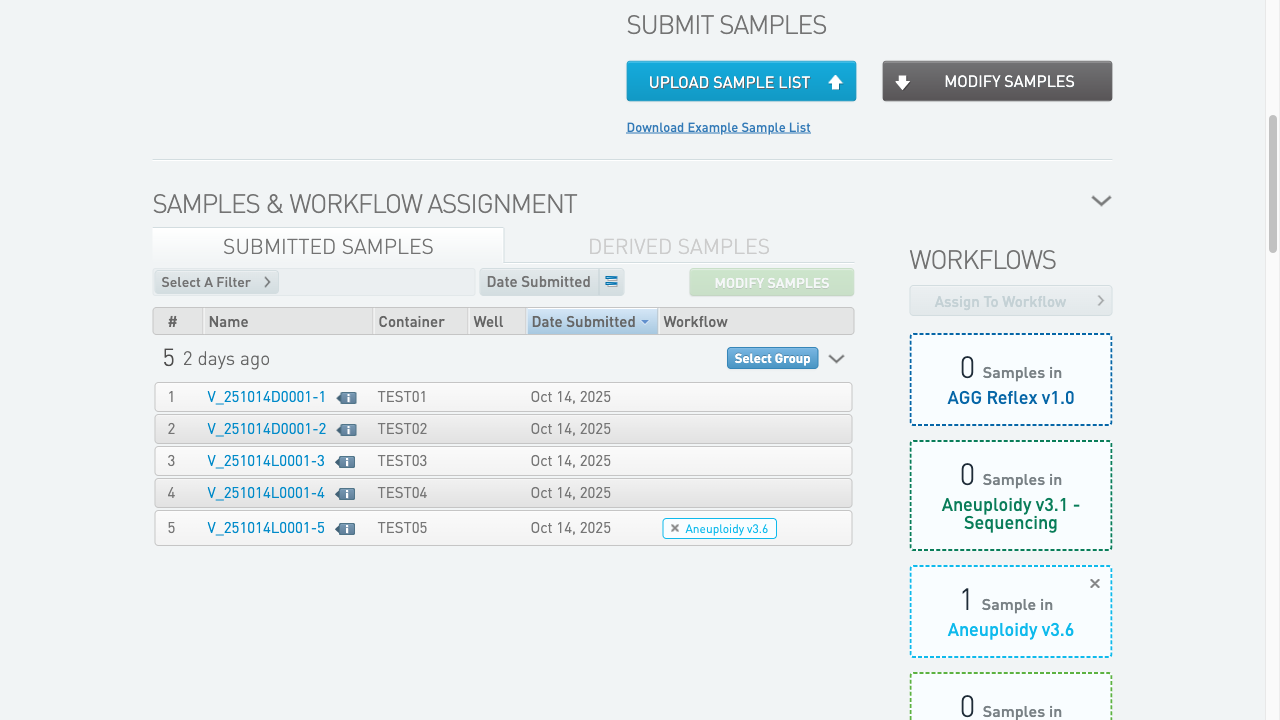 SUBMIT SAMPLES
UPLOAD SAMPLE LIST
MODIFY SAMPLES
Download Example Sample List
SAMPLES & WORKFLOW ASSIGNMENT
SUBMITTED SAMPLES
DERIVED SAMPLES
Select A Filter
Date Submitted
MODIFY SAMPLES
# Name Container Well Date Submitted Workflow
5 2 days ago
Select Group
1 V_251014D0001-1 TEST01 Oct 14, 2025
2 V_251014D0001-2 TEST02 Oct 14, 2025
3 V_251014L0001-3 TEST03 Oct 14, 2025
4 V_251014L0001-4 TEST04 Oct 14, 2025
5 V_251014L0001-5 TEST05 Oct 14, 2025 Aneuploidy v3.6
WORKFLOWS
Assign To Workflow
0 Samples in
AGG Reflex v1.0
0 Samples in
Aneuploidy v3.1 -
Sequencing
1 Sample in
Aneuploidy v3.6
0 Samples in